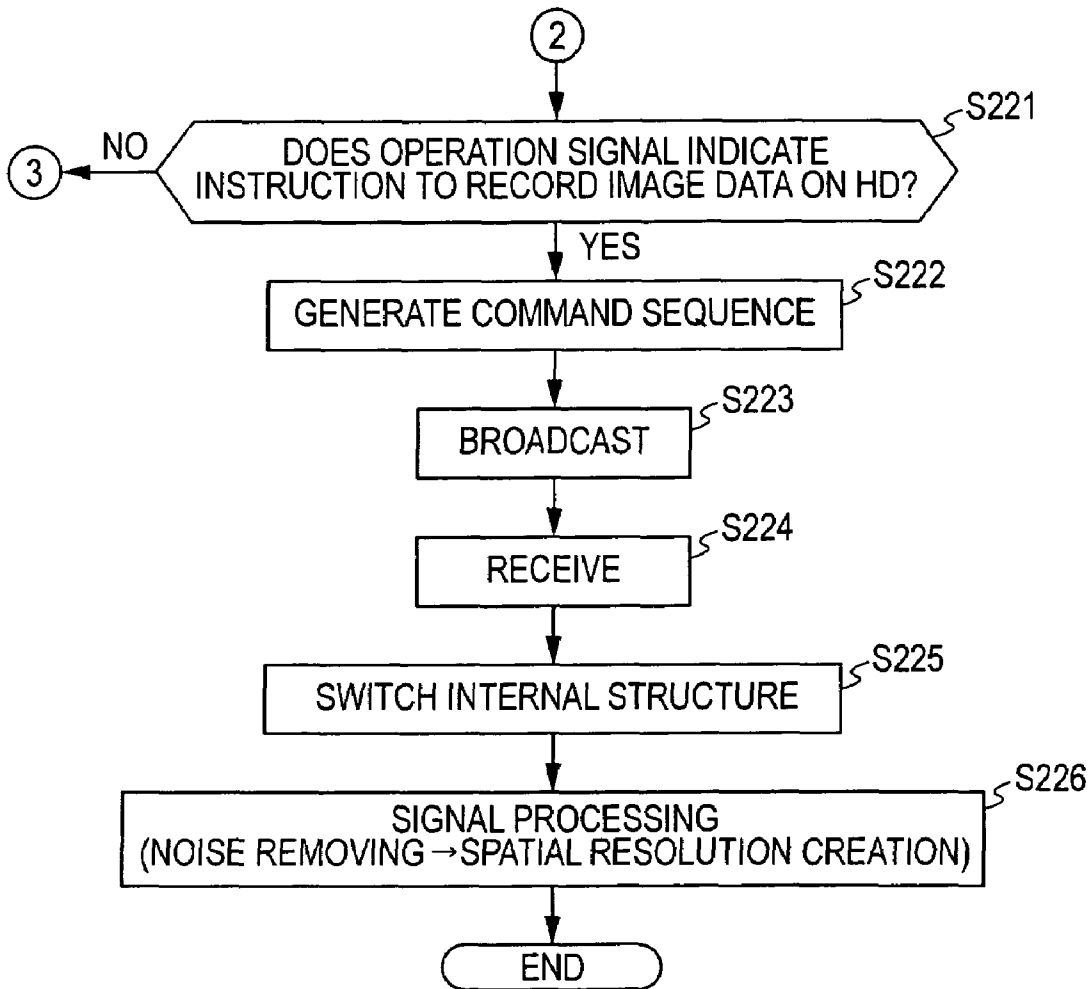 2
S221
DOES OPERATION SIGNAL INDICATE
INSTRUCTION TO RECORD IMAGE DATA ON HD?
NO
3
YES
S222
GENERATE COMMAND SEQUENCE
S223
BROADCAST
S224
RECEIVE
S225
SWITCH INTERNAL STRUCTURE
S226
SIGNAL PROCESSING
(NOISE REMOVING→SPATIAL RESOLUTION CREATION)
END